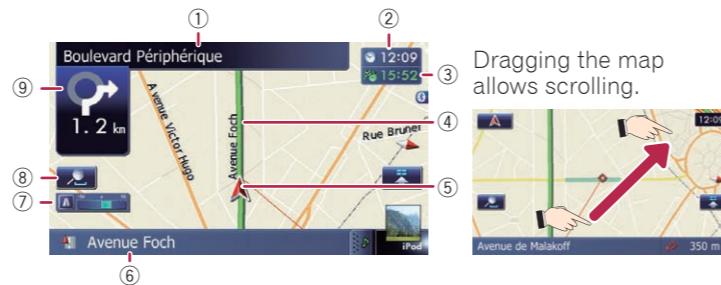 ①
②
Boulevard Périphérique
12:09
15:52
③
⑨
1.2 km
Avenue Victor Hugo
Avenue Foch
④
Rue Brunel
⑧
⑤
⑦
Avenue Foch
iPod
⑥
Dragging the map
allows scrolling.
12:09
Avenue de Malakoff
350 m